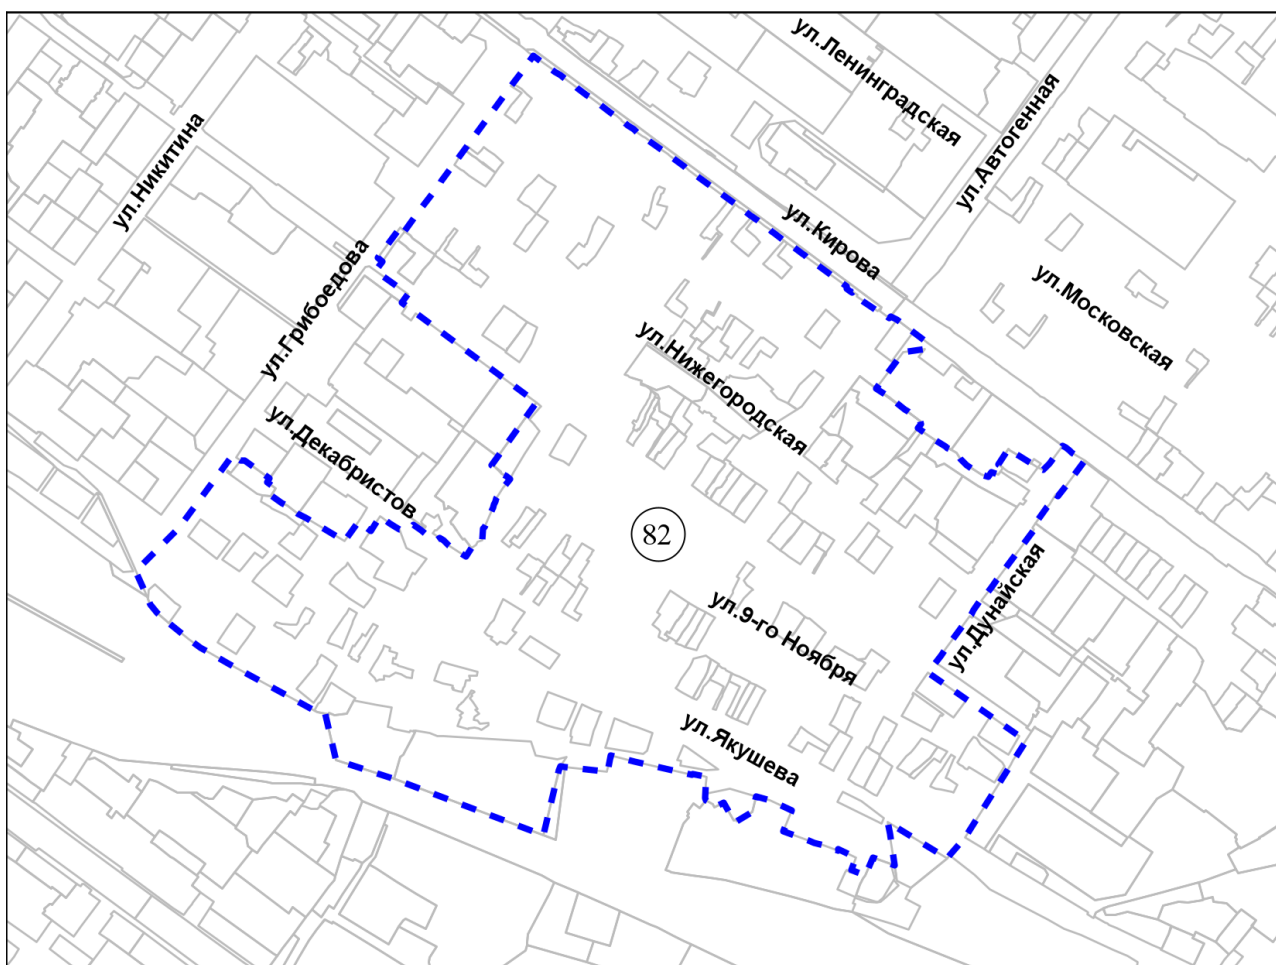 ул.Ленинградская
ул.Автогенная
ул.Никитина
ул.Кирова
ул.Грибоедова
ул.Московская
ул.Нижегородская
ул.Декабристов
82
ул.Дунайская
ул.9-го Ноября
ул.Якушева